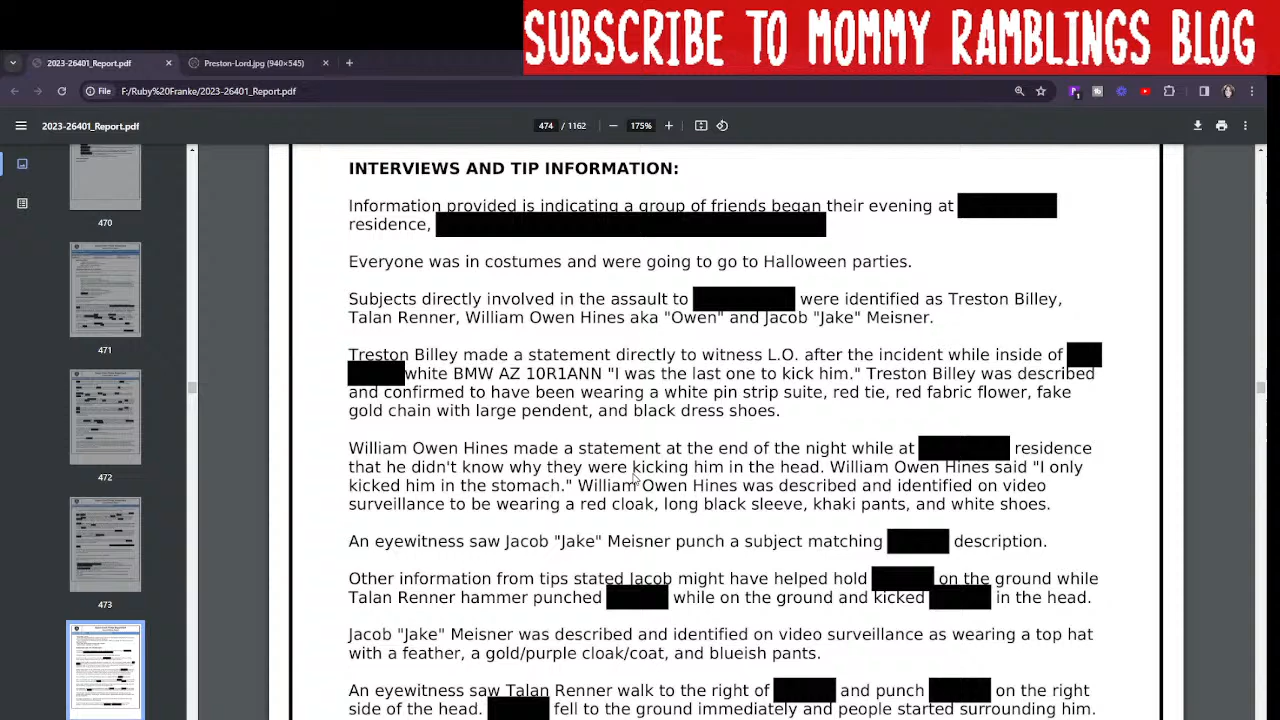 SUBSCRIBE TO MOMMY RAMBLINGS BLOG
2023-26401_Report.pdf
Preston-Lord.jpg (940×545)
File F:/Ruby%20Franke/2023-26401_Report.pdf
2023-26401_Report.pdf 474 / 1162 175%
470
471
472
473
INTERVIEWS AND TIP INFORMATION:
Information provided is indicating a group of friends began their evening at
residence,
Everyone was in costumes and were going to go to Halloween parties.
Subjects directly involved in the assault to were identified as Treston Billey,
Talan Renner, William Owen Hines aka "Owen" and Jacob "Jake" Meisner.
Treston Billey made a statement directly to witness L.O. after the incident while inside of
white BMW AZ 10R1ANN "I was the last one to kick him." Treston Billey was described
and confirmed to have been wearing a white pin strip suite, red tie, red fabric flower, fake
gold chain with large pendent, and black dress shoes.
William Owen Hines made a statement at the end of the night while at residence
that he didn't know why they were kicking him in the head. William Owen Hines said "I only
kicked him in the stomach." William Owen Hines was described and identified on video
surveillance to be wearing a red cloak, long black sleeve, khaki pants, and white shoes.
An eyewitness saw Jacob "Jake" Meisner punch a subject matching description.
Other information from tips stated Jacob might have helped hold on the ground while
Talan Renner hammer punched while on the ground and kicked in the head.
Jacob "Jake" Meisner was described and identified on video surveillance as wearing a top hat
with a feather, a gold/purple cloak/coat, and blueish pants.
An eyewitness saw Renner walk to the right of and punch on the right
side of the head. fell to the ground immediately and people started surrounding him.